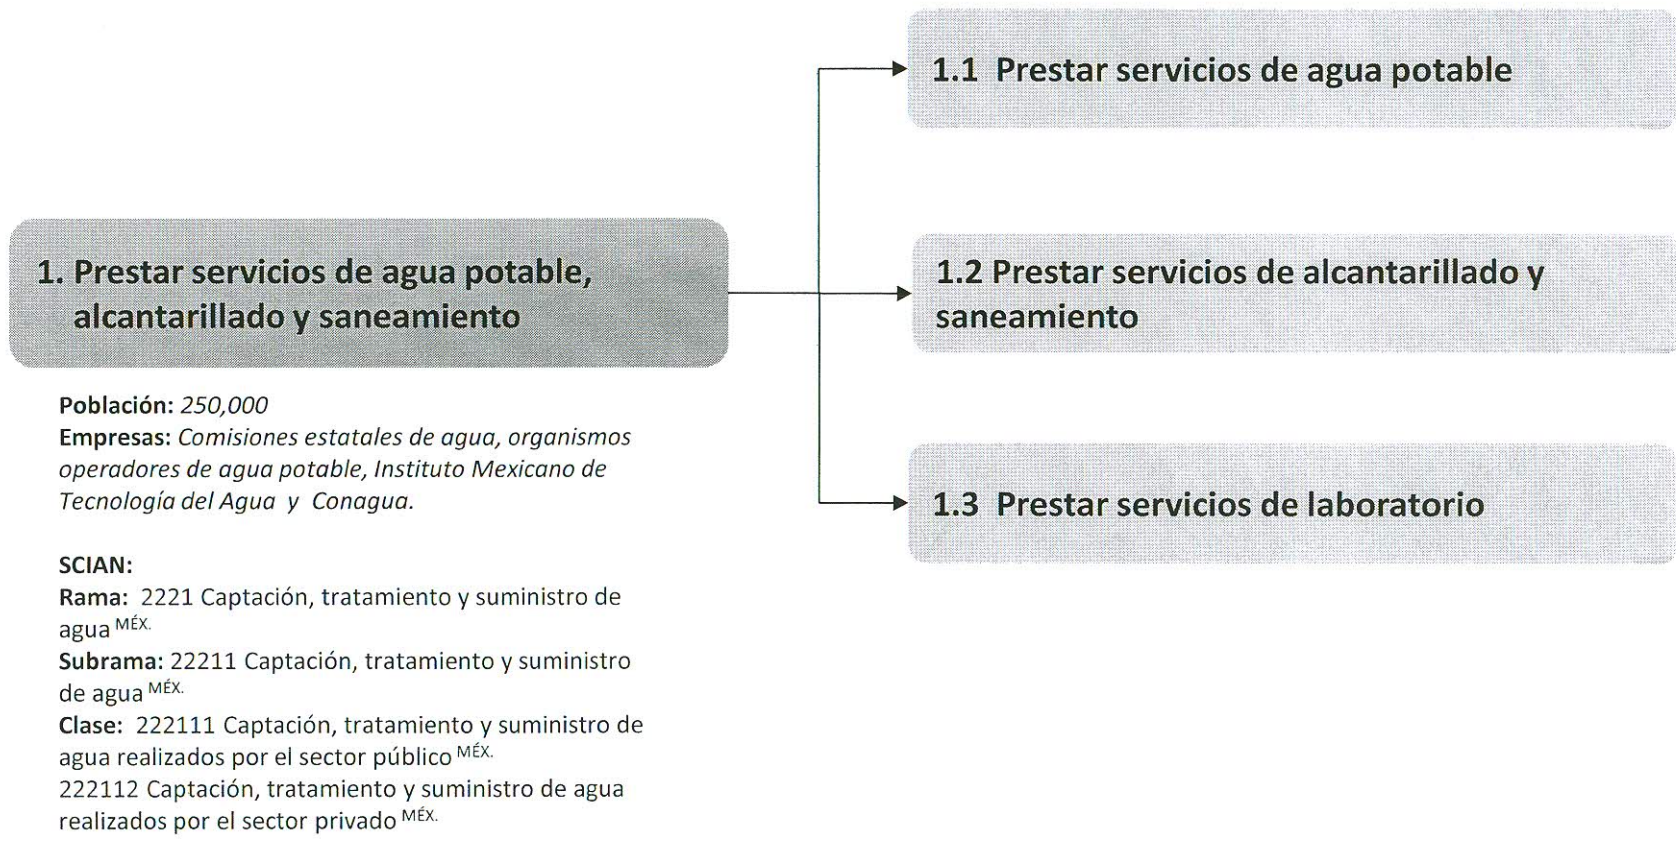 1. Prestar servicios de agua potable,
alcantarillado y saneamiento
Población: 250,000
Empresas: Comisiones estatales de agua, organismos
operadores de agua potable, Instituto Mexicano de
Tecnología del Agua y Conagua.
SCIAN:
Rama: 2221 Captación, tratamiento y suministro de
agua MÉX.
Subrama: 22211 Captación, tratamiento y suministro
de agua MÉX.
Clase: 222111 Captación, tratamiento y suministro de
agua realizados por el sector público MÉX.
222112 Captación, tratamiento y suministro de agua
realizados por el sector privado MÉX.
1.1 Prestar servicios de agua potable
1.2 Prestar servicios de alcantarillado y
saneamiento
1.3 Prestar servicios de laboratorio